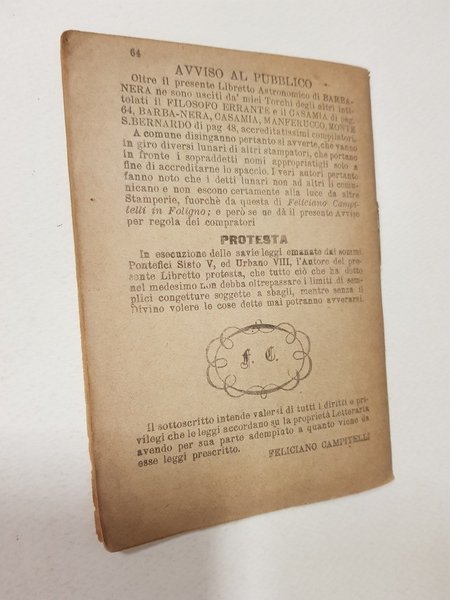 64
AVVISO AL PUBBLICO
Oltre il presente Libretto Astronomico di BARBA-
NERA ne sono usciti da' miei Torchi degli altri inti-
tolati il FILOSOFO ERRANTE e il CASAMIA di pag.
64, BARBA-NERA, CASAMIA, MANFERUCCO, MONTE
S.BERNARDO di pag 48, accreditatissimi compilatori.
A comune disinganno pertanto si avverte, che vanno
in giro diversi lunari di altri stampatori, che portano
in fronte i sopraddetti nomi appropriatigli solo a
fine di accreditarne lo spaccio. I veri autori pertanto
fanno noto che i detti lunari non ad altri li comu-
nicano e non escono certamente alla luce da altre
Stamperie, fuorchè da questa di Feliciano Campi-
telli in Foligno; e però se ne dà il presente Avviso
per regola dei compratori
PROTESTA
In esecuzione delle savie leggi emanate dai sommi
Pontefici Sisto V, ed Urbano VIII, l'Autore del pre-
sente Libretto protesta, che tutto ciò che ha detto
nel medesimo non debba oltrepassare i limiti di sem-
plici congetture soggette a sbagli, mentre senza il
Divino volere le cose dette mai potranno avverarsi.
F. C.
Il sottoscritto intende valersi di tutti i diritti e pri-
vilegi che le leggi accordano su la proprietà Letteraria
avendo per sua parte adempiato a quanto viene da
esse leggi prescritto. FELICIANO CAMPITELLI